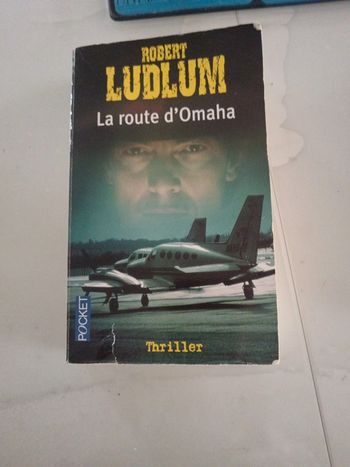 ROBERT
LUDLUM
La route d'Omaha
POCKET
Thriller